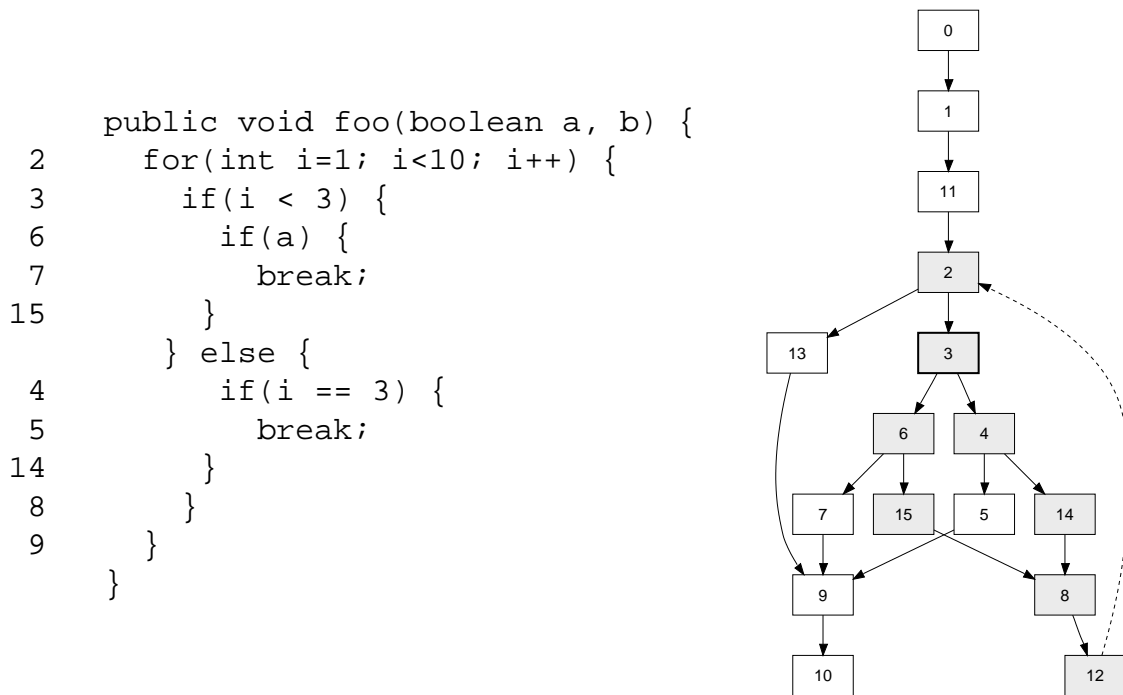 public void foo(boolean a, b) {
2 for(int i=1; i<10; i++) {
3 if(i < 3) {
6 if(a) {
7 break;
15 }
} else {
4 if(i == 3) {
5 break;
14 }
8 }
9 }
}
0
1
11
2
13 3
6 4
7 15 5 14
9 8
10 12